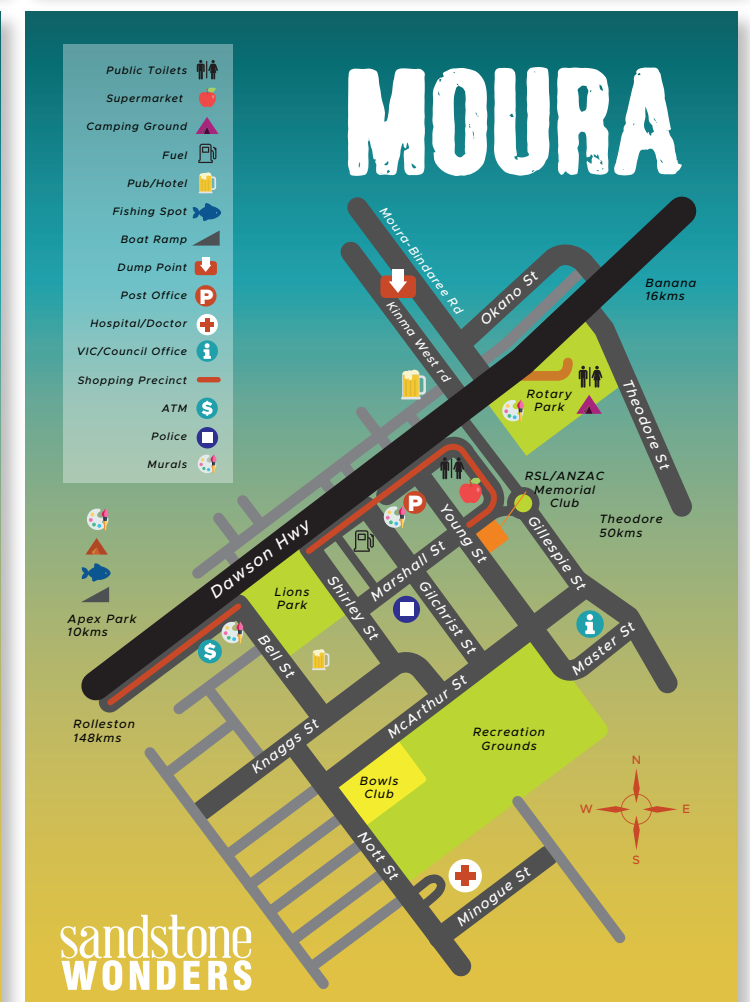 MOURA
Public Toilets
Supermarket
Camping Ground
Fuel
Pub/Hotel
Fishing Spot
Boat Ramp
Dump Point
Post Office
P
Hospital/Doctor
VIC/Council Office
i
Shopping Precinct
ATM
$
Police
Murals
Moura-Bindaree Rd
Okano St
Banana
16kms
Kinma West rd
Rotary
Park
Theodore St
RSL/ANZAC
Memorial
Club
Theodore
50kms
P
Dawson Hwy
Young St
Gillespie St
Marshall St
Lions
Park
Shirley St
Gilchrist St
Apex Park
10kms
$
Bell St
i
Master St
Rolleston
148kms
Knaggs St
McArthur St
Recreation
Grounds
Bowls
Club
N
W
E
S
Nott St
Minogue St
sandstone
WONDERS